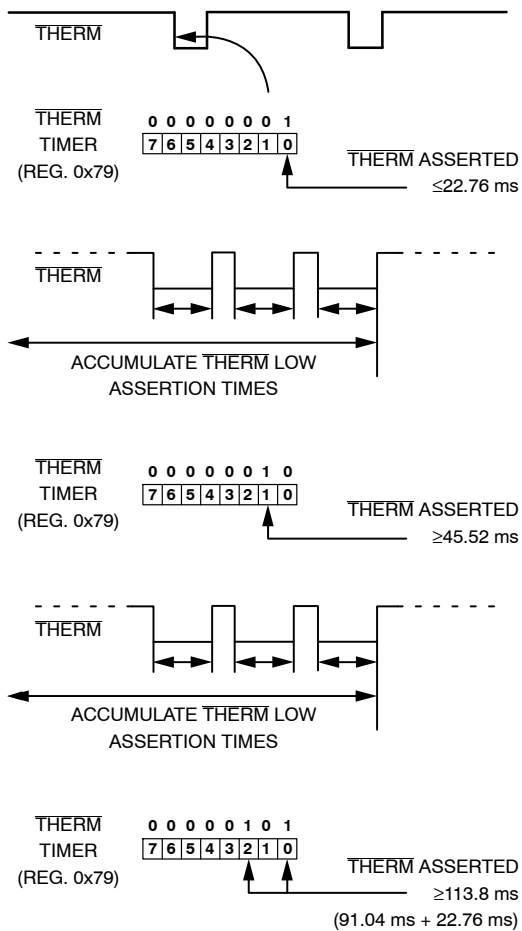 THERM
THERM
TIMER
(REG. 0x79)
0 0 0 0 0 0 0 1
7 6 5 4 3 2 1 0
THERM ASSERTED
≤22.76 ms
THERM
ACCUMULATE THERM LOW
ASSERTION TIMES
THERM
TIMER
(REG. 0x79)
0 0 0 0 0 0 1 0
7 6 5 4 3 2 1 0
THERM ASSERTED
≥45.52 ms
THERM
ACCUMULATE THERM LOW
ASSERTION TIMES
THERM
TIMER
(REG. 0x79)
0 0 0 0 0 1 0 1
7 6 5 4 3 2 1 0
THERM ASSERTED
≥113.8 ms
(91.04 ms + 22.76 ms)